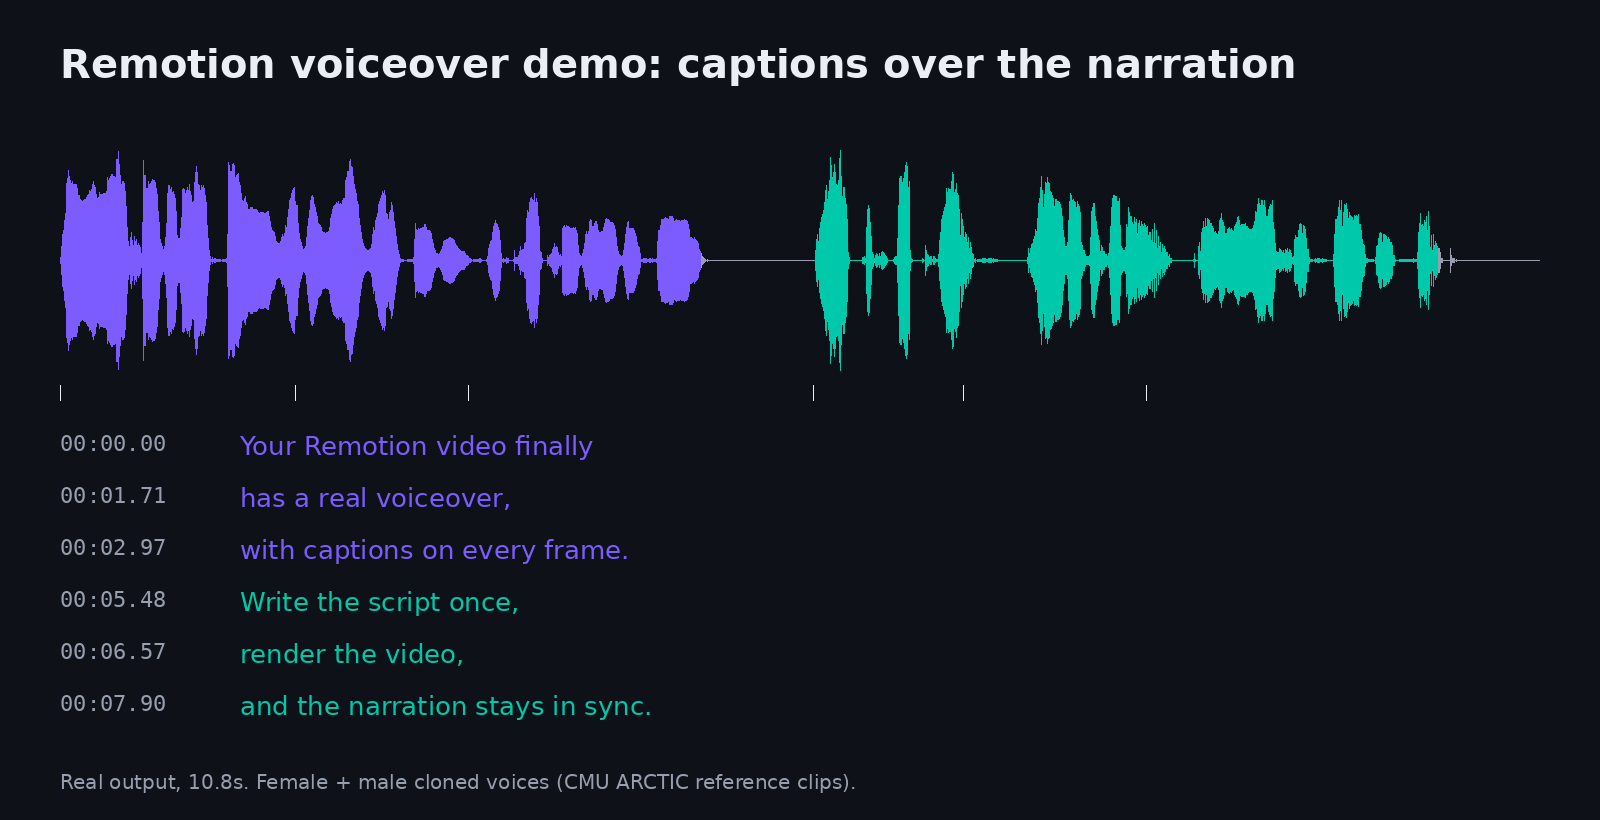 Remotion voiceover demo: captions over the narration
00:00.00 Your Remotion video finally
00:01.71 has a real voiceover,
00:02.97 with captions on every frame.
00:05.48 Write the script once,
00:06.57 render the video,
00:07.90 and the narration stays in sync.
Real output, 10.8s. Female + male cloned voices (CMU ARCTIC reference clips).